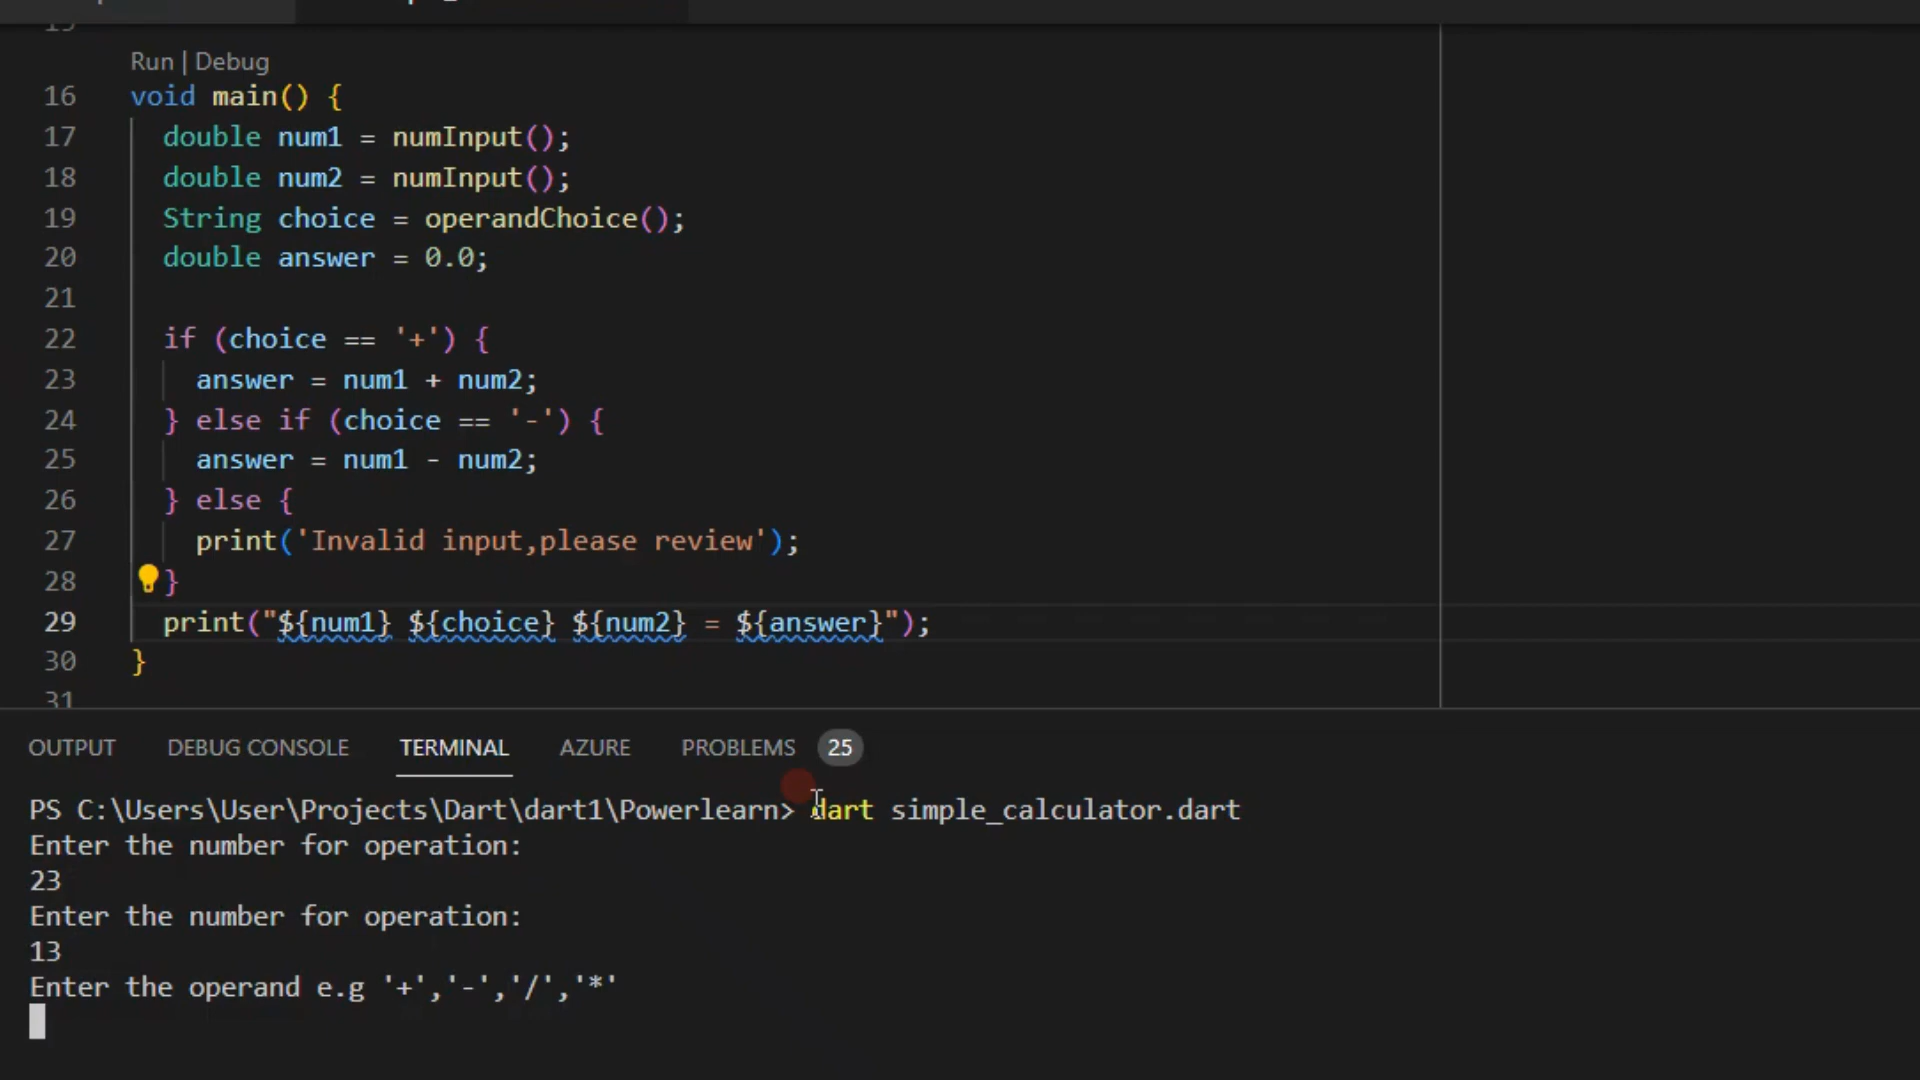 Run | Debug
16 void main() {
17 double num1 = numInput();
18 double num2 = numInput();
19 String choice = operandChoice();
20 double answer = 0.0;
21
22 if (choice == '+') {
23 answer = num1 + num2;
24 } else if (choice == '-') {
25 answer = num1 - num2;
26 } else {
27 print('Invalid input,please review');
28 }
29 print("${num1} ${choice} ${num2} = ${answer}");
30 }
31
OUTPUT DEBUG CONSOLE TERMINAL AZURE PROBLEMS 25
PS C:\Users\User\Projects\Dart\dart1\Powerlearn> dart simple_calculator.dart
Enter the number for operation:
23
Enter the number for operation:
13
Enter the operand e.g '+','-','/','*'